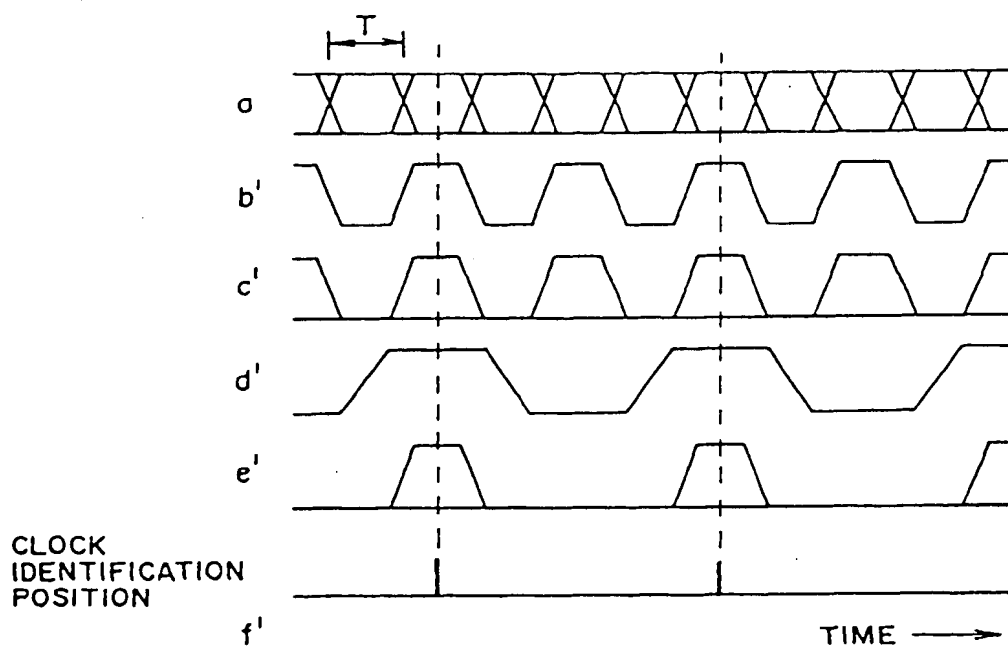 T
a
b'
c'
d'
e'
CLOCK
IDENTIFICATION
POSITION
f'
TIME